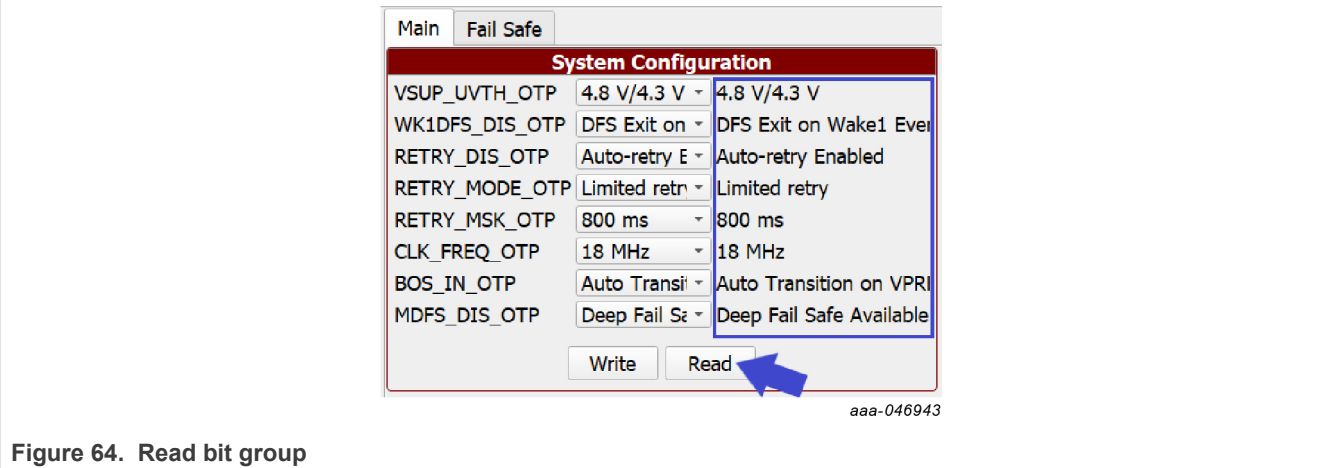 Main Fail Safe
System Configuration
VSUP_UVTH_OTP 4.8 V/4.3 V 4.8 V/4.3 V
WK1DFS_DIS_OTP DFS Exit on DFS Exit on Wake1 Ever
RETRY_DIS_OTP Auto-retry E Auto-retry Enabled
RETRY_MODE_OTP Limited retr Limited retry
RETRY_MSK_OTP 800 ms 800 ms
CLK_FREQ_OTP 18 MHz 18 MHz
BOS_IN_OTP Auto Transit Auto Transition on VPRI
MDFS_DIS_OTP Deep Fail Sa Deep Fail Safe Available
Write Read
aaa-046943
Figure 64. Read bit group